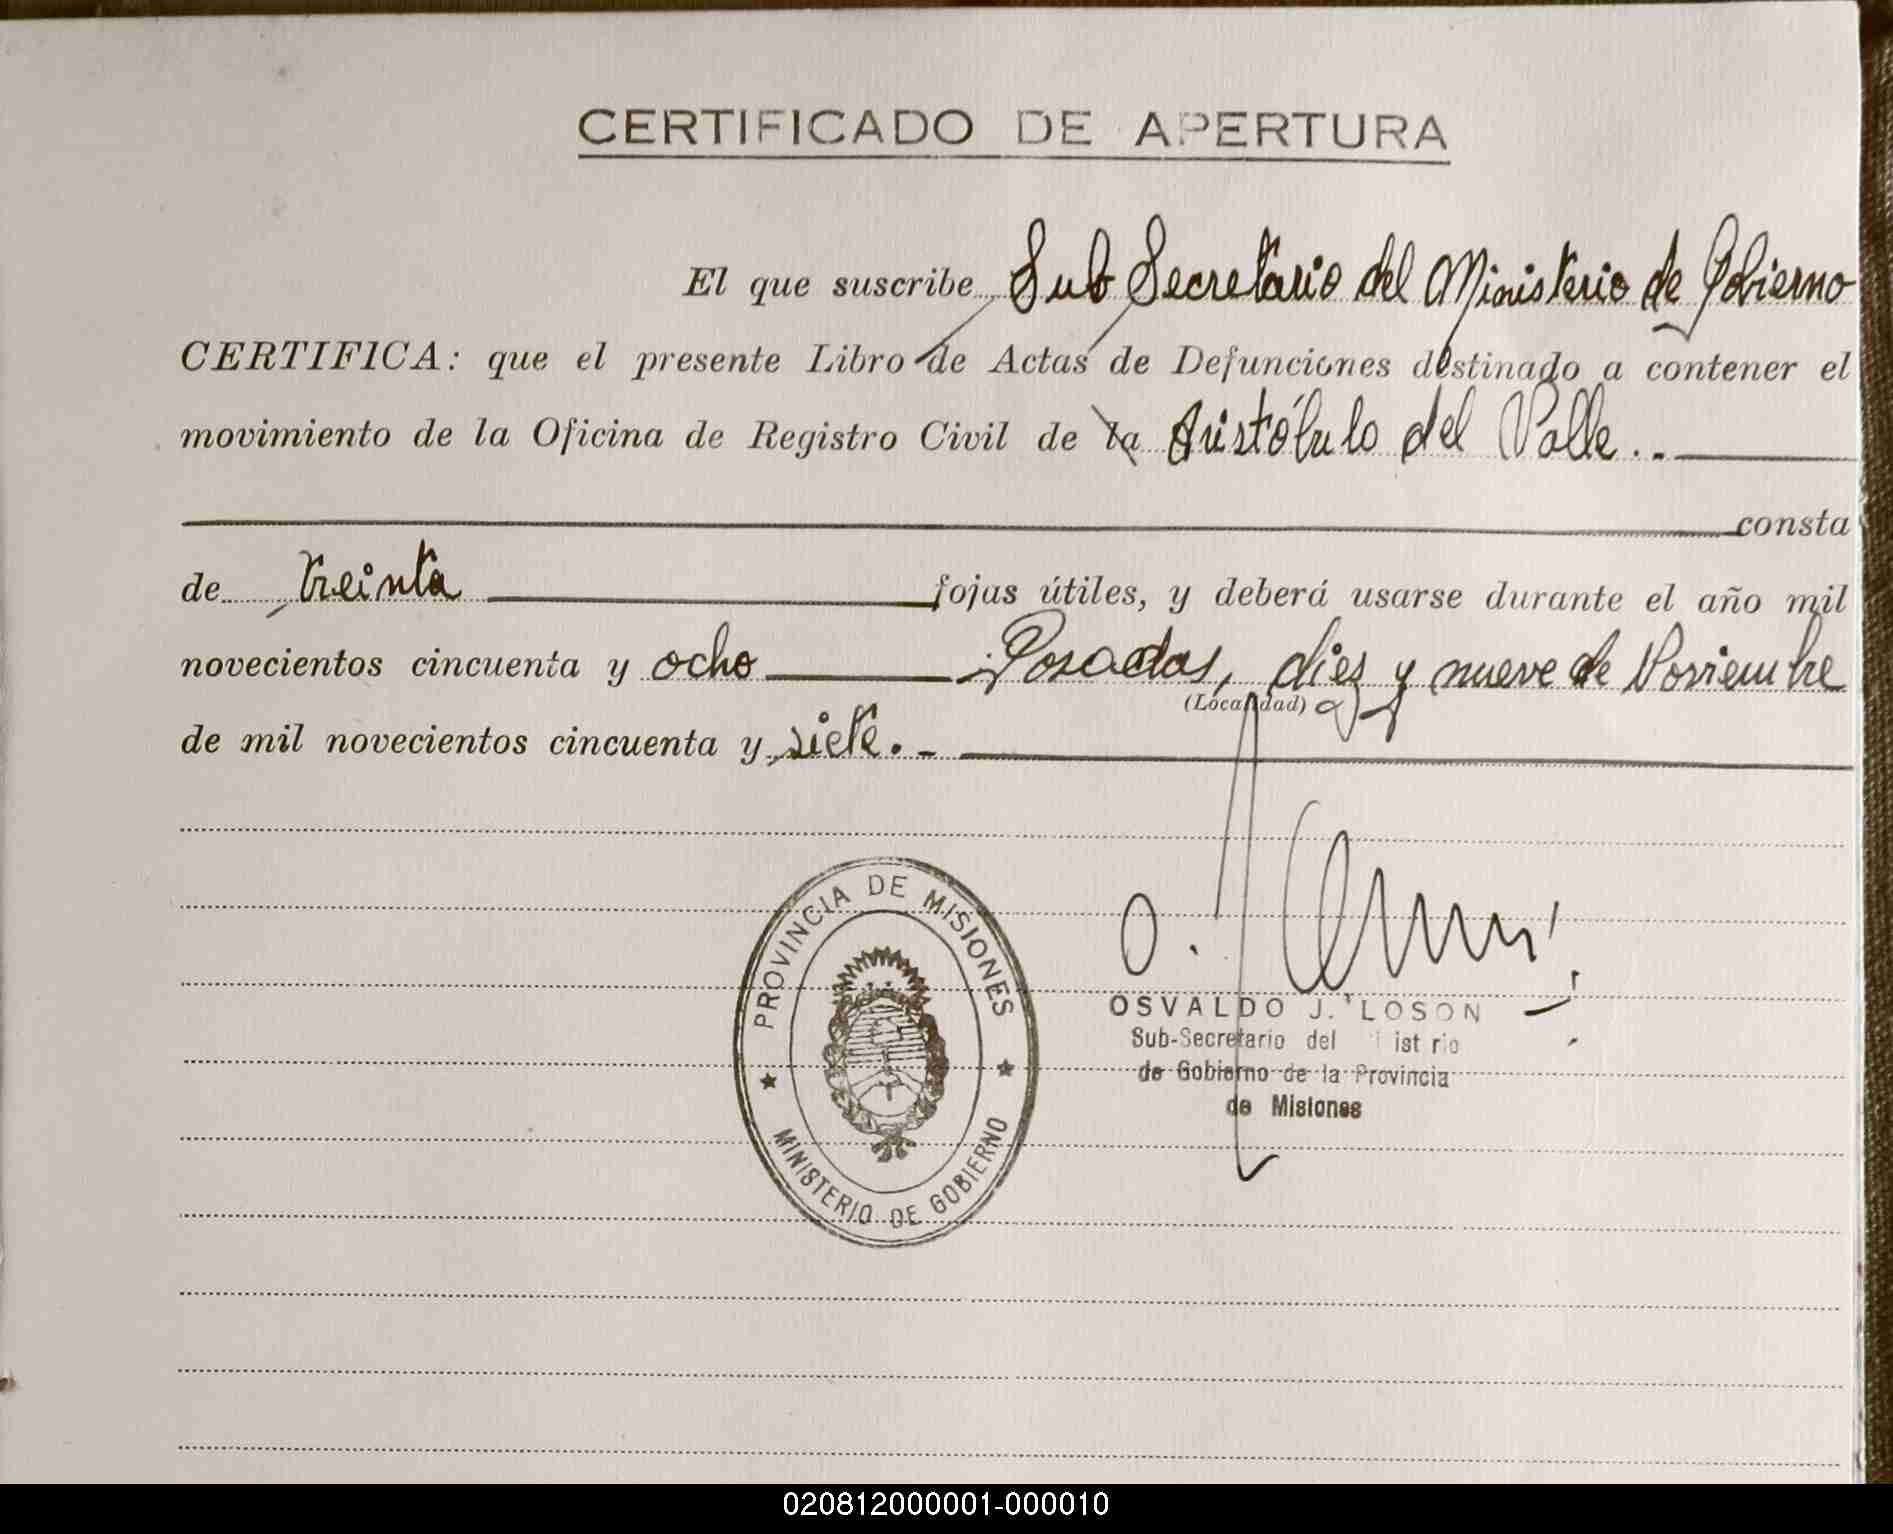 CERTIFICADO DE APERTURA
El que suscribe Sub Secretario del Ministerio de Gobierno
CERTIFICA: que el presente Libro de Actas de Defunciones destinado a contener el
movimiento de la Oficina de Registro Civil de la Aristóbulo del Valle..-
consta
de treinta fojas útiles, y deberá usarse durante el año mil
novecientos cincuenta y ocho Posadas, diez y nueve de Noviembre
(Localidad)
de mil novecientos cincuenta y siete.-
PROVINCIA DE MISIONES
MINISTERIO DE GOBIERNO
OSVALDO J. LOSON
Sub-Secretario del
de Gobierno de la Provincia
de Misiones
020812000001-000010